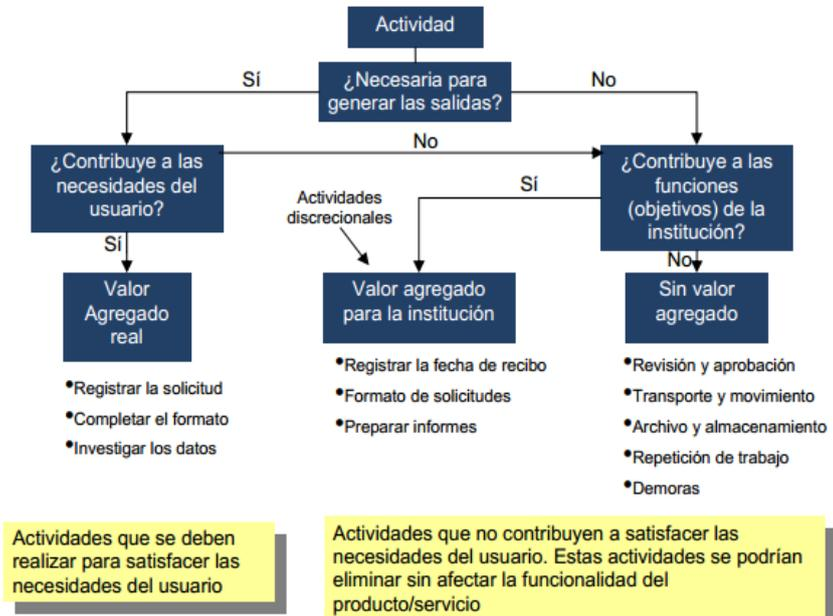 Actividad
¿Necesaria para
generar las salidas?
Sí
No
¿Contribuye a las
necesidades del
usuario?
No
¿Contribuye a las
funciones
(objetivos) de la
institución?
Sí
Actividades
discrecionales
Sí
No
Valor
Agregado
real
Valor agregado
para la institución
Sin valor
agregado
•Registrar la solicitud
•Completar el formato
•Investigar los datos
•Registrar la fecha de recibo
•Formato de solicitudes
•Preparar informes
•Revisión y aprobación
•Transporte y movimiento
•Archivo y almacenamiento
•Repetición de trabajo
•Demoras
Actividades que se deben
realizar para satisfacer las
necesidades del usuario
Actividades que no contribuyen a satisfacer las
necesidades del usuario. Estas actividades se podrían
eliminar sin afectar la funcionalidad del
producto/servicio